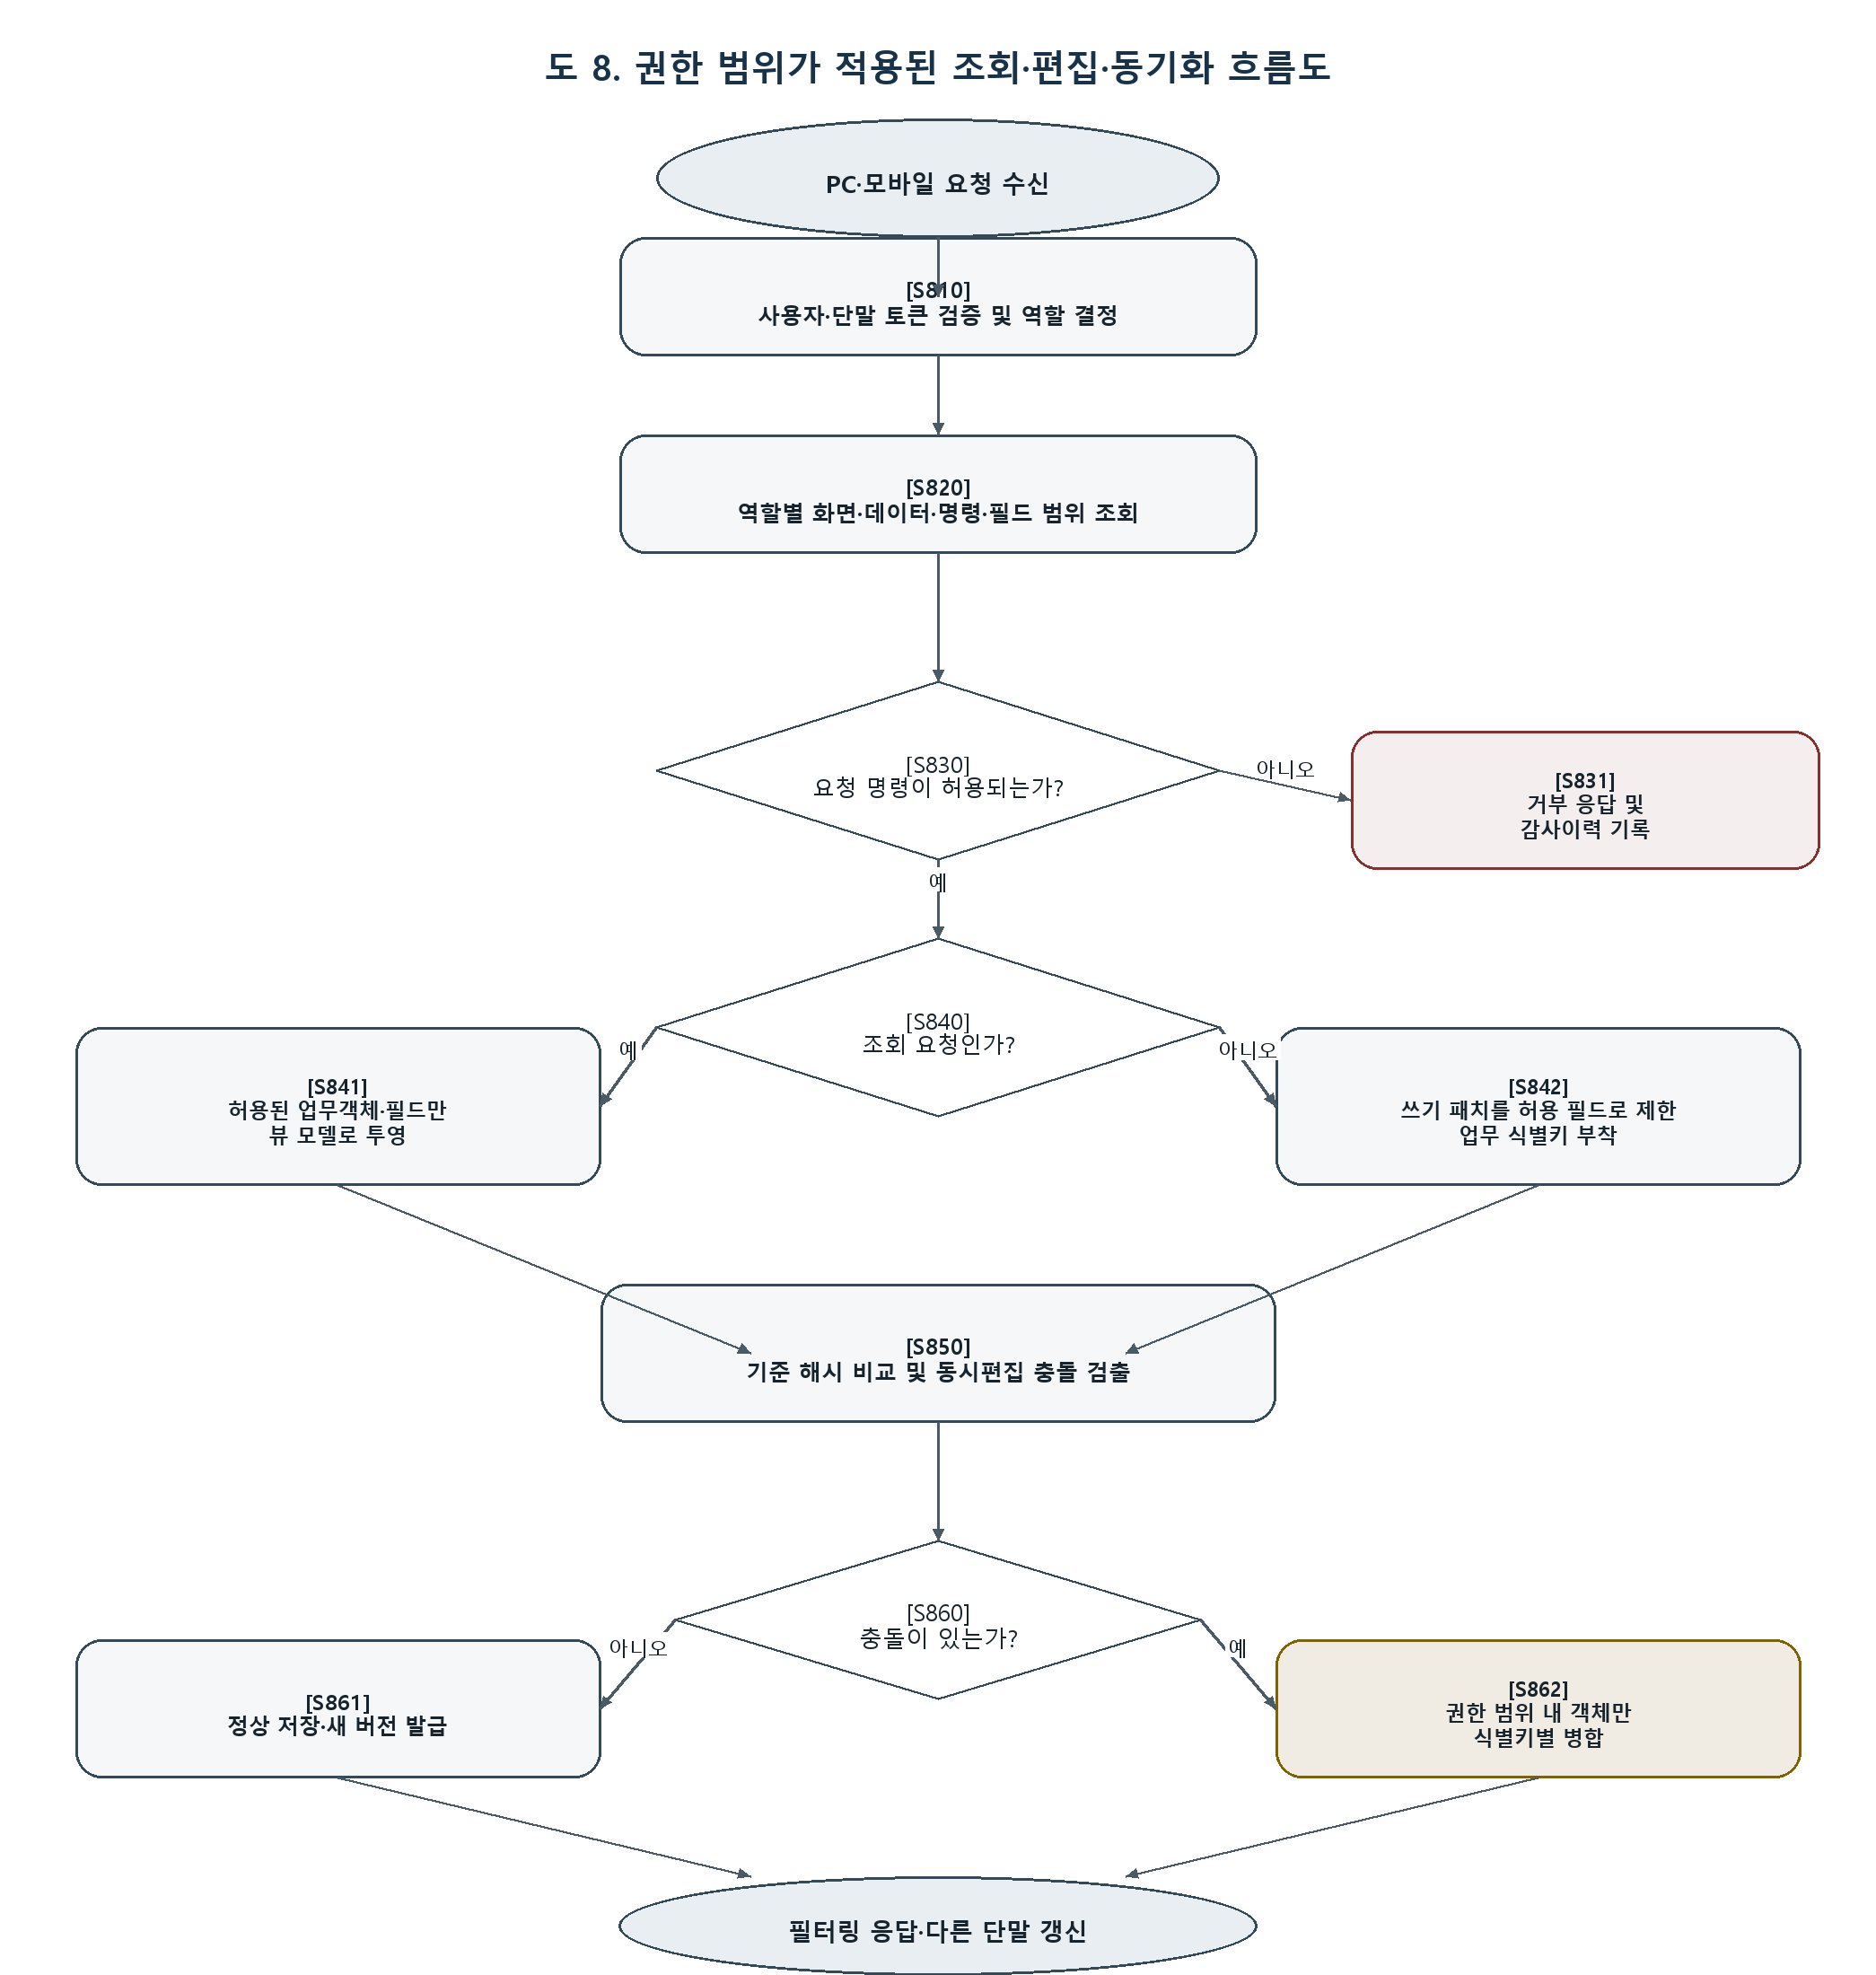 도 8. 권한 범위가 적용된 조회·편집·동기화 흐름도
PC·모바일 요청 수신
[S810]
사용자·단말 토큰 검증 및 역할 결정
[S820]
역할별 화면·데이터·명령·필드 범위 조회
[S830]
요청 명령이 허용되는가?
아니오
[S831]
거부 응답 및
감사이력 기록
예
[S840]
조회 요청인가?
예
아니오
[S841]
허용된 업무객체·필드만
뷰 모델로 투영
[S842]
쓰기 패치를 허용 필드로 제한
업무 식별키 부착
[S850]
기준 해시 비교 및 동시편집 충돌 검출
[S860]
충돌이 있는가?
아니오
예
[S861]
정상 저장·새 버전 발급
[S862]
권한 범위 내 객체만
식별키별 병합
필터링 응답·다른 단말 갱신